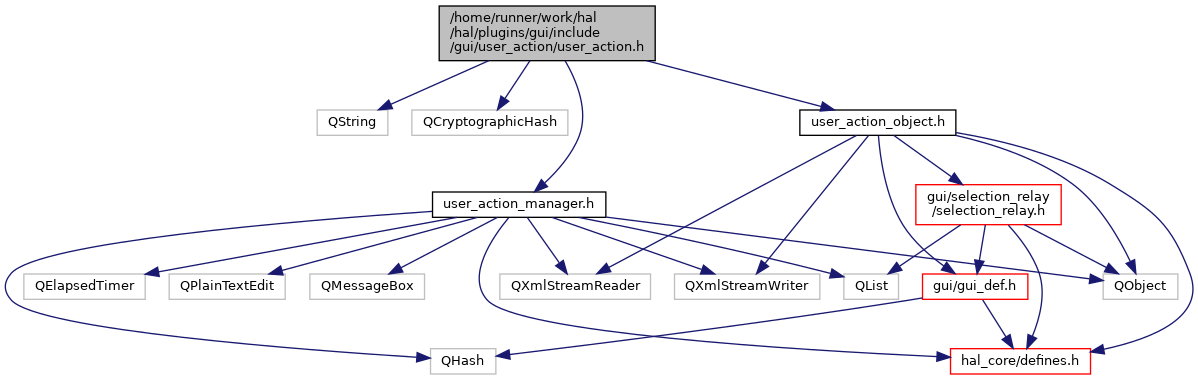 /home/runner/work/hal
/hal/plugins/gui/include
/gui/user_action/user_action.h
QString
QCryptographicHash
user_action_object.h
user_action_manager.h
gui/selection_relay
/selection_relay.h
QElapsedTimer
QPlainTextEdit
QMessageBox
QXmlStreamReader
QXmlStreamWriter
QList
gui/gui_def.h
QObject
QHash
hal_core/defines.h